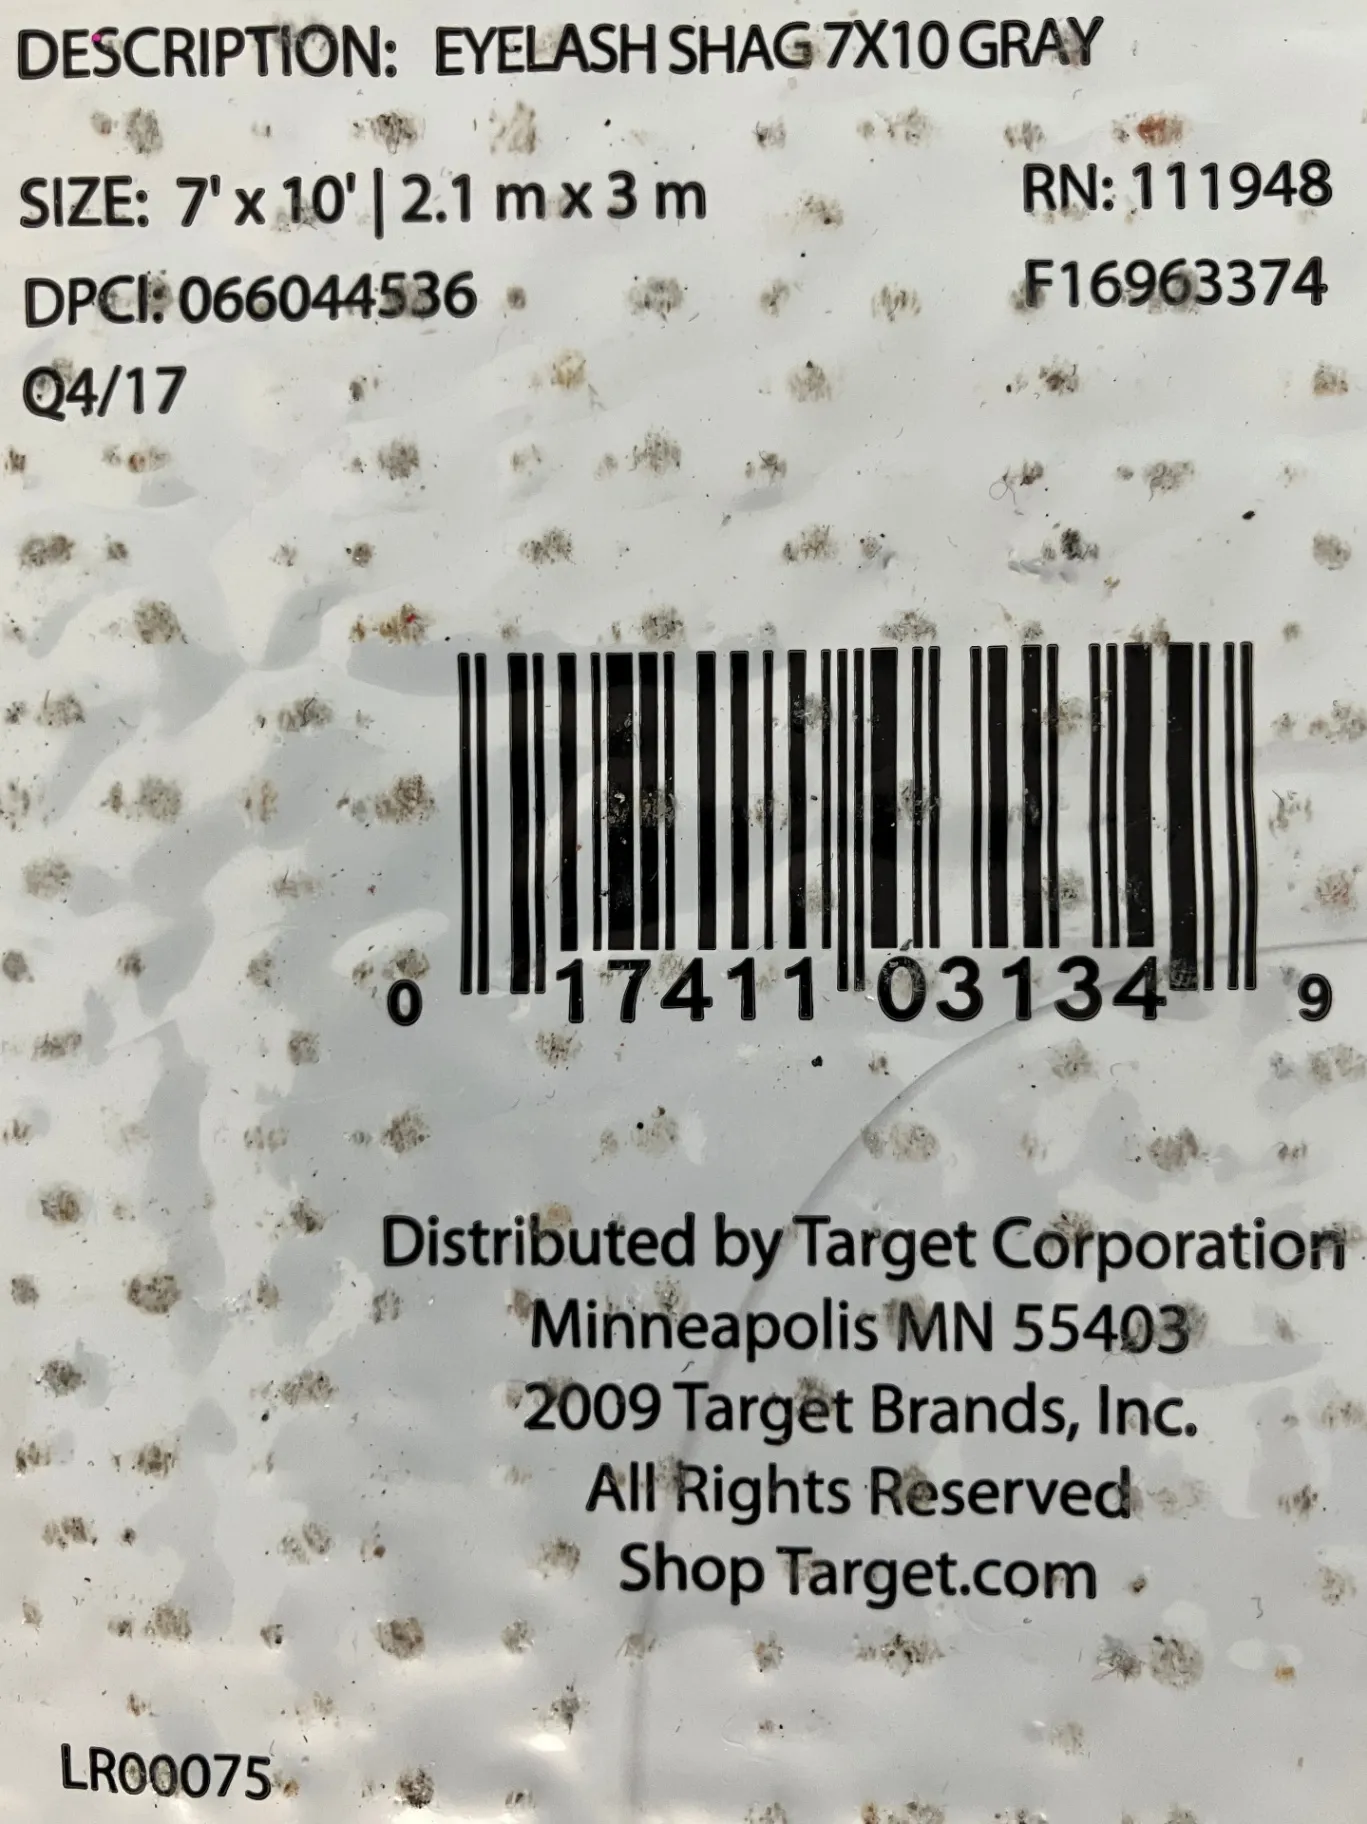 DESCRIPTION: EYELASH SHAG 7X10 GRAY
SIZE: 7' x 10' | 2.1 m x 3 m
RN: 111948
DPCI: 066044536
F16963374
Q4/17
0 17411 03134 9
Distributed by Target Corporation
Minneapolis MN 55403
2009 Target Brands, Inc.
All Rights Reserved
Shop Target.com
LR00075